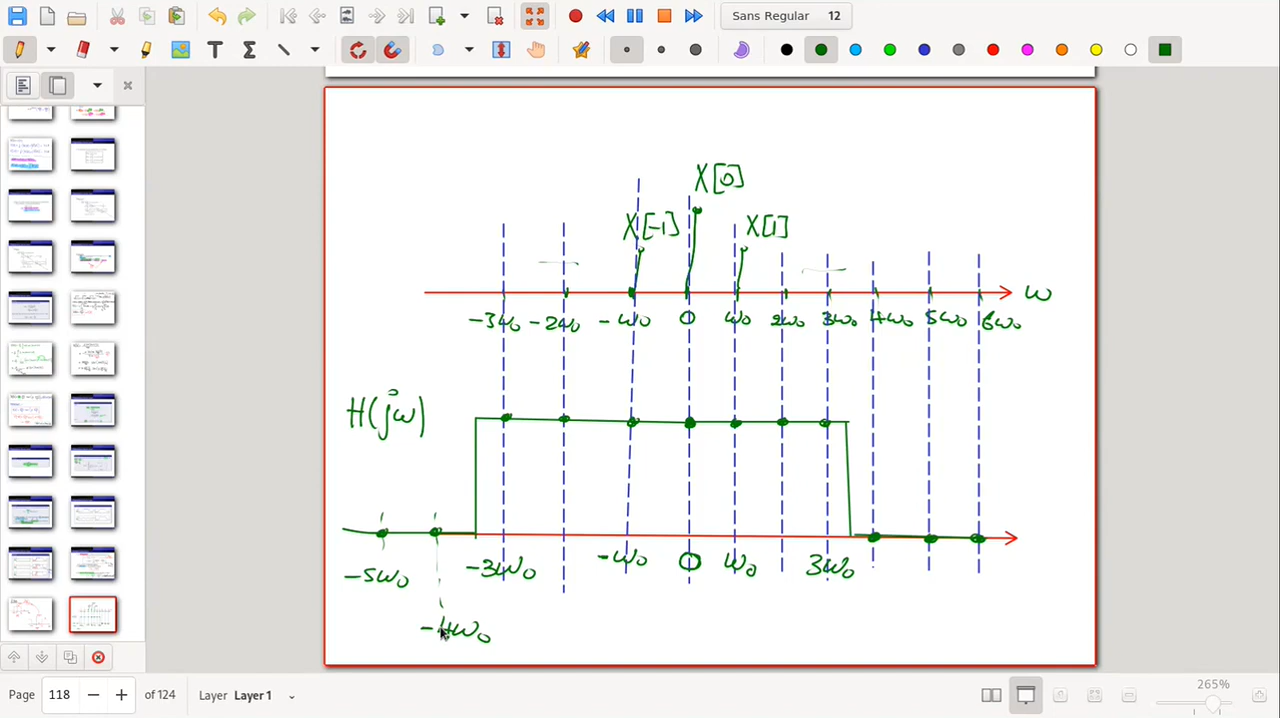 Sans Regular 12
X[0]
X[-1] X[1]
ω
-3ω₀ -2ω₀ -ω₀ 0 ω₀ 2ω₀ 3ω₀ 4ω₀ 5ω₀ 6ω₀
H(jω)
-5ω₀ -3ω₀ -ω₀ 0 ω₀ 3ω₀
-4ω₀
Page 118 of 124 Layer Layer 1 265%